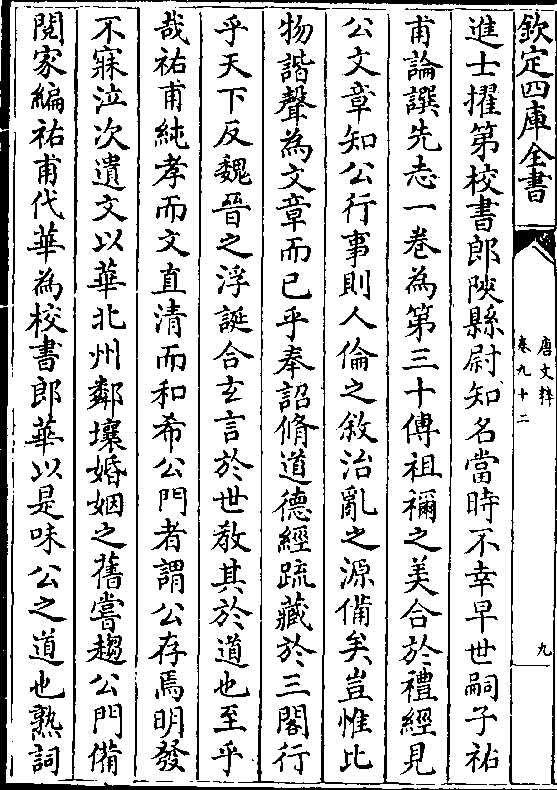 欽定四庫全書
唐文粹
卷九十二
九
進士擢第校書郎陝縣尉知名當時不幸早世嗣子祐
甫論譔先志一卷為第三十傅祖禰之美合於禮經見
公文章知公行事則人倫之敘治亂之源備矣豈惟比
物諧聲為文章而已乎奉詔脩道德經疏藏於三閣行
乎天下反魏晉之浮誕合𤣥言於世教其於道也至乎
哉祐甫純孝而文直清而和希公門者謂公存焉明發
不寐泣次遺文以華北州鄰壤婚姻之舊嘗趨公門備
閱家編祐甫代華為校書郎華以是味公之道也熟詞